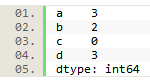 01. a    3
02. b    2
03. c    0
04. d    3
05. dtype: int64